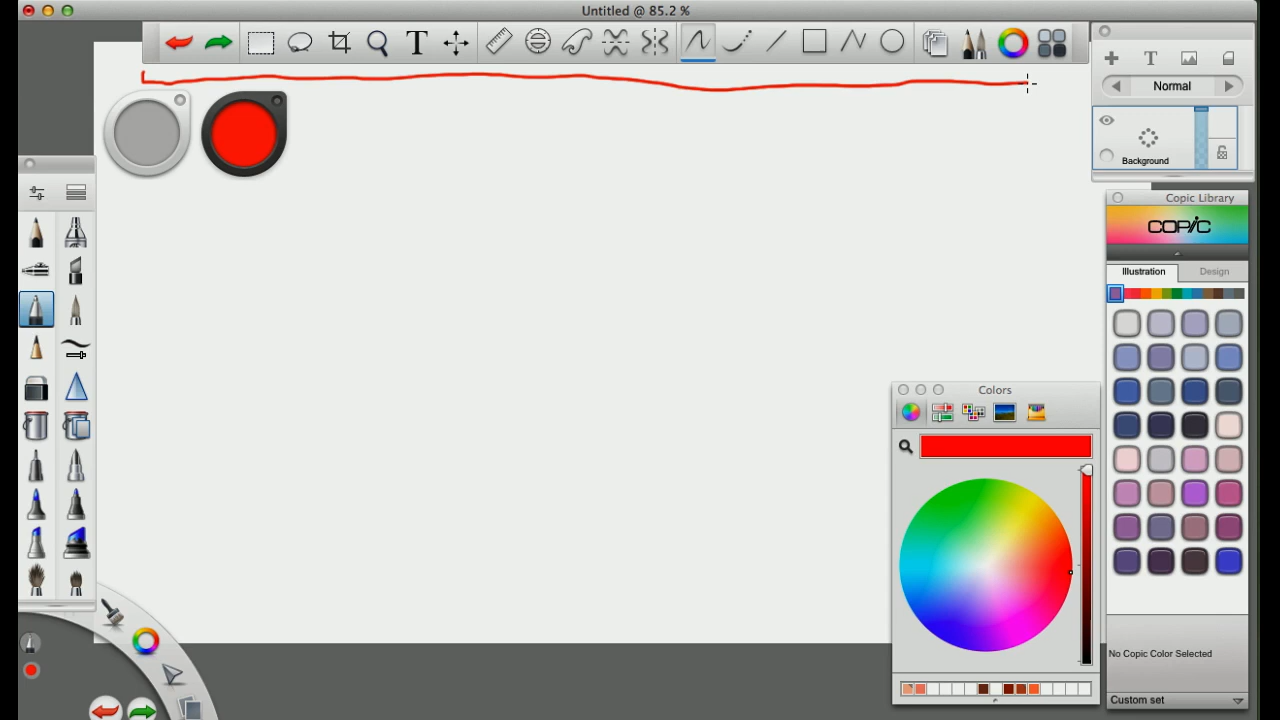 Untitled @ 85.2 %
T
T
Normal
Background
Copic Library
COPIC
Illustration
Design
Colors
No Copic Color Selected
Custom set